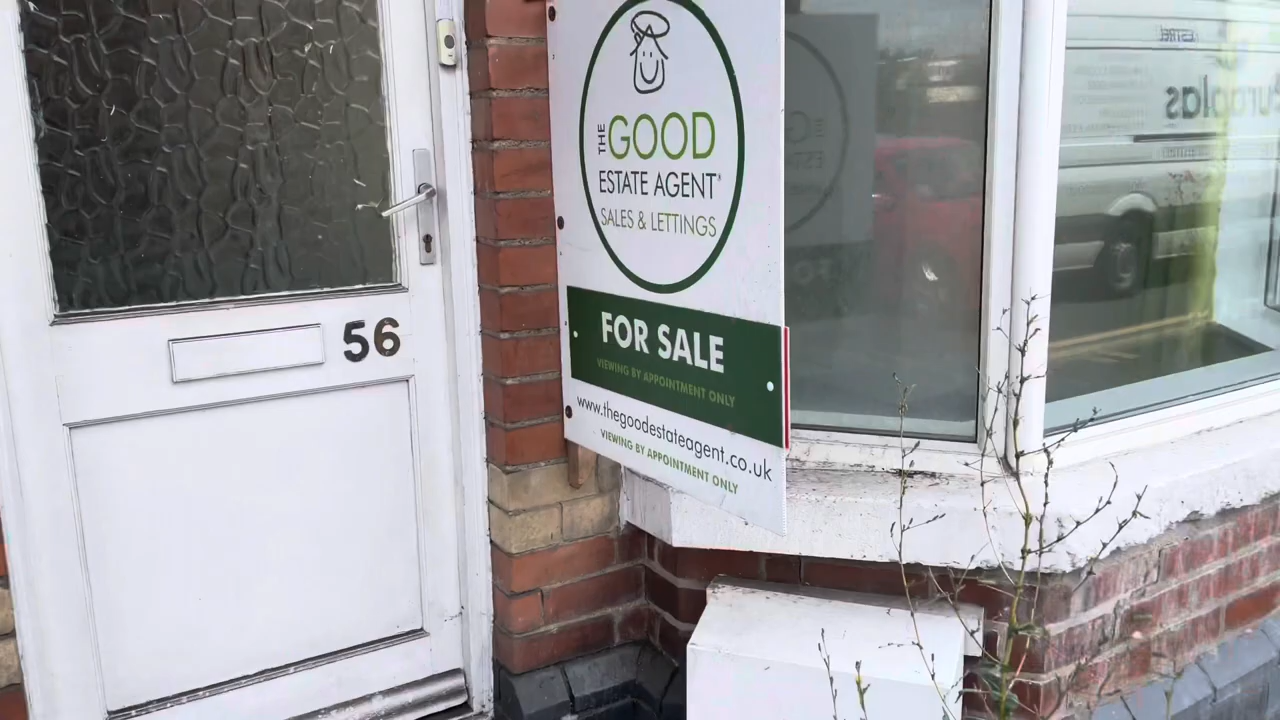 56
THE GOOD
ESTATE AGENT
SALES & LETTINGS
FOR SALE
VIEWING BY APPOINTMENT ONLY
www.thegoodestateagent.co.uk
VIEWING BY APPOINTMENT ONLY